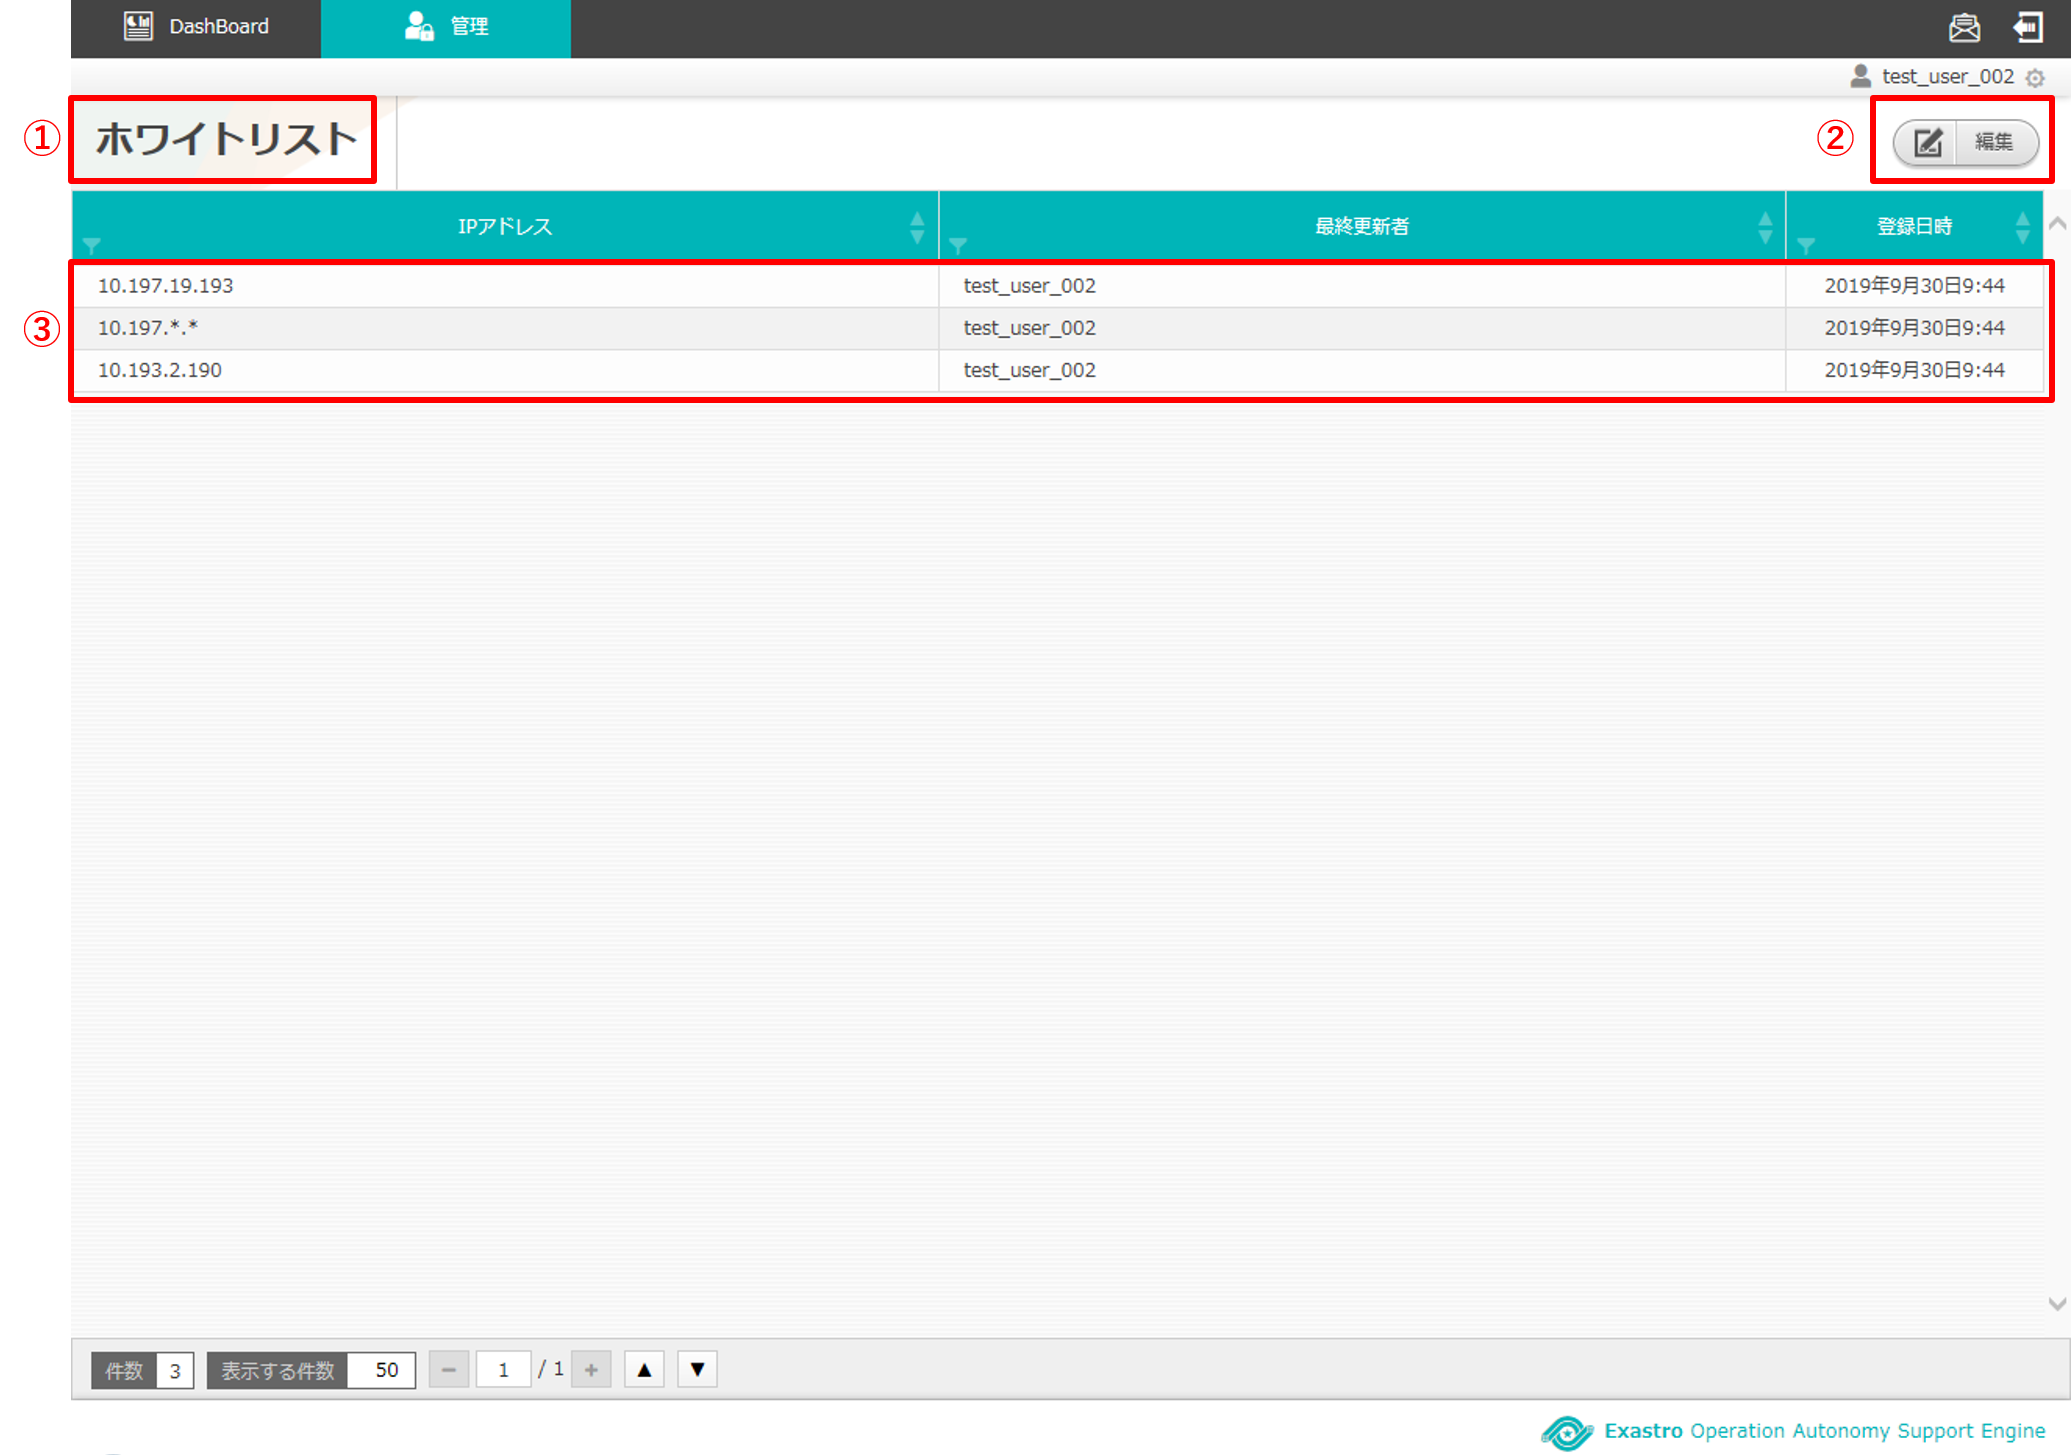 DashBoard 管理
test_user_002
① ホワイトリスト ② 編集
IPアドレス 最終更新者 登録日時
10.197.19.193 test_user_002 2019年9月30日9:44
③ 10.197.*.* test_user_002 2019年9月30日9:44
10.193.2.190 test_user_002 2019年9月30日9:44
件数 3 表示する件数 50 − 1 / 1 + ▲ ▼
Exastro Operation Autonomy Support Engine